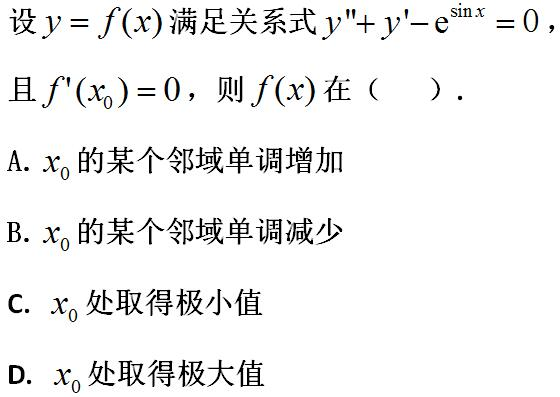 设 y = f(x) 满足关系式 y''+ y'− e^{sin x} = 0，
且 f'(x₀) = 0，则 f(x) 在（  ）.
A. x₀ 的某个邻域单调增加
B. x₀ 的某个邻域单调减少
C. x₀ 处取得极小值
D. x₀ 处取得极大值